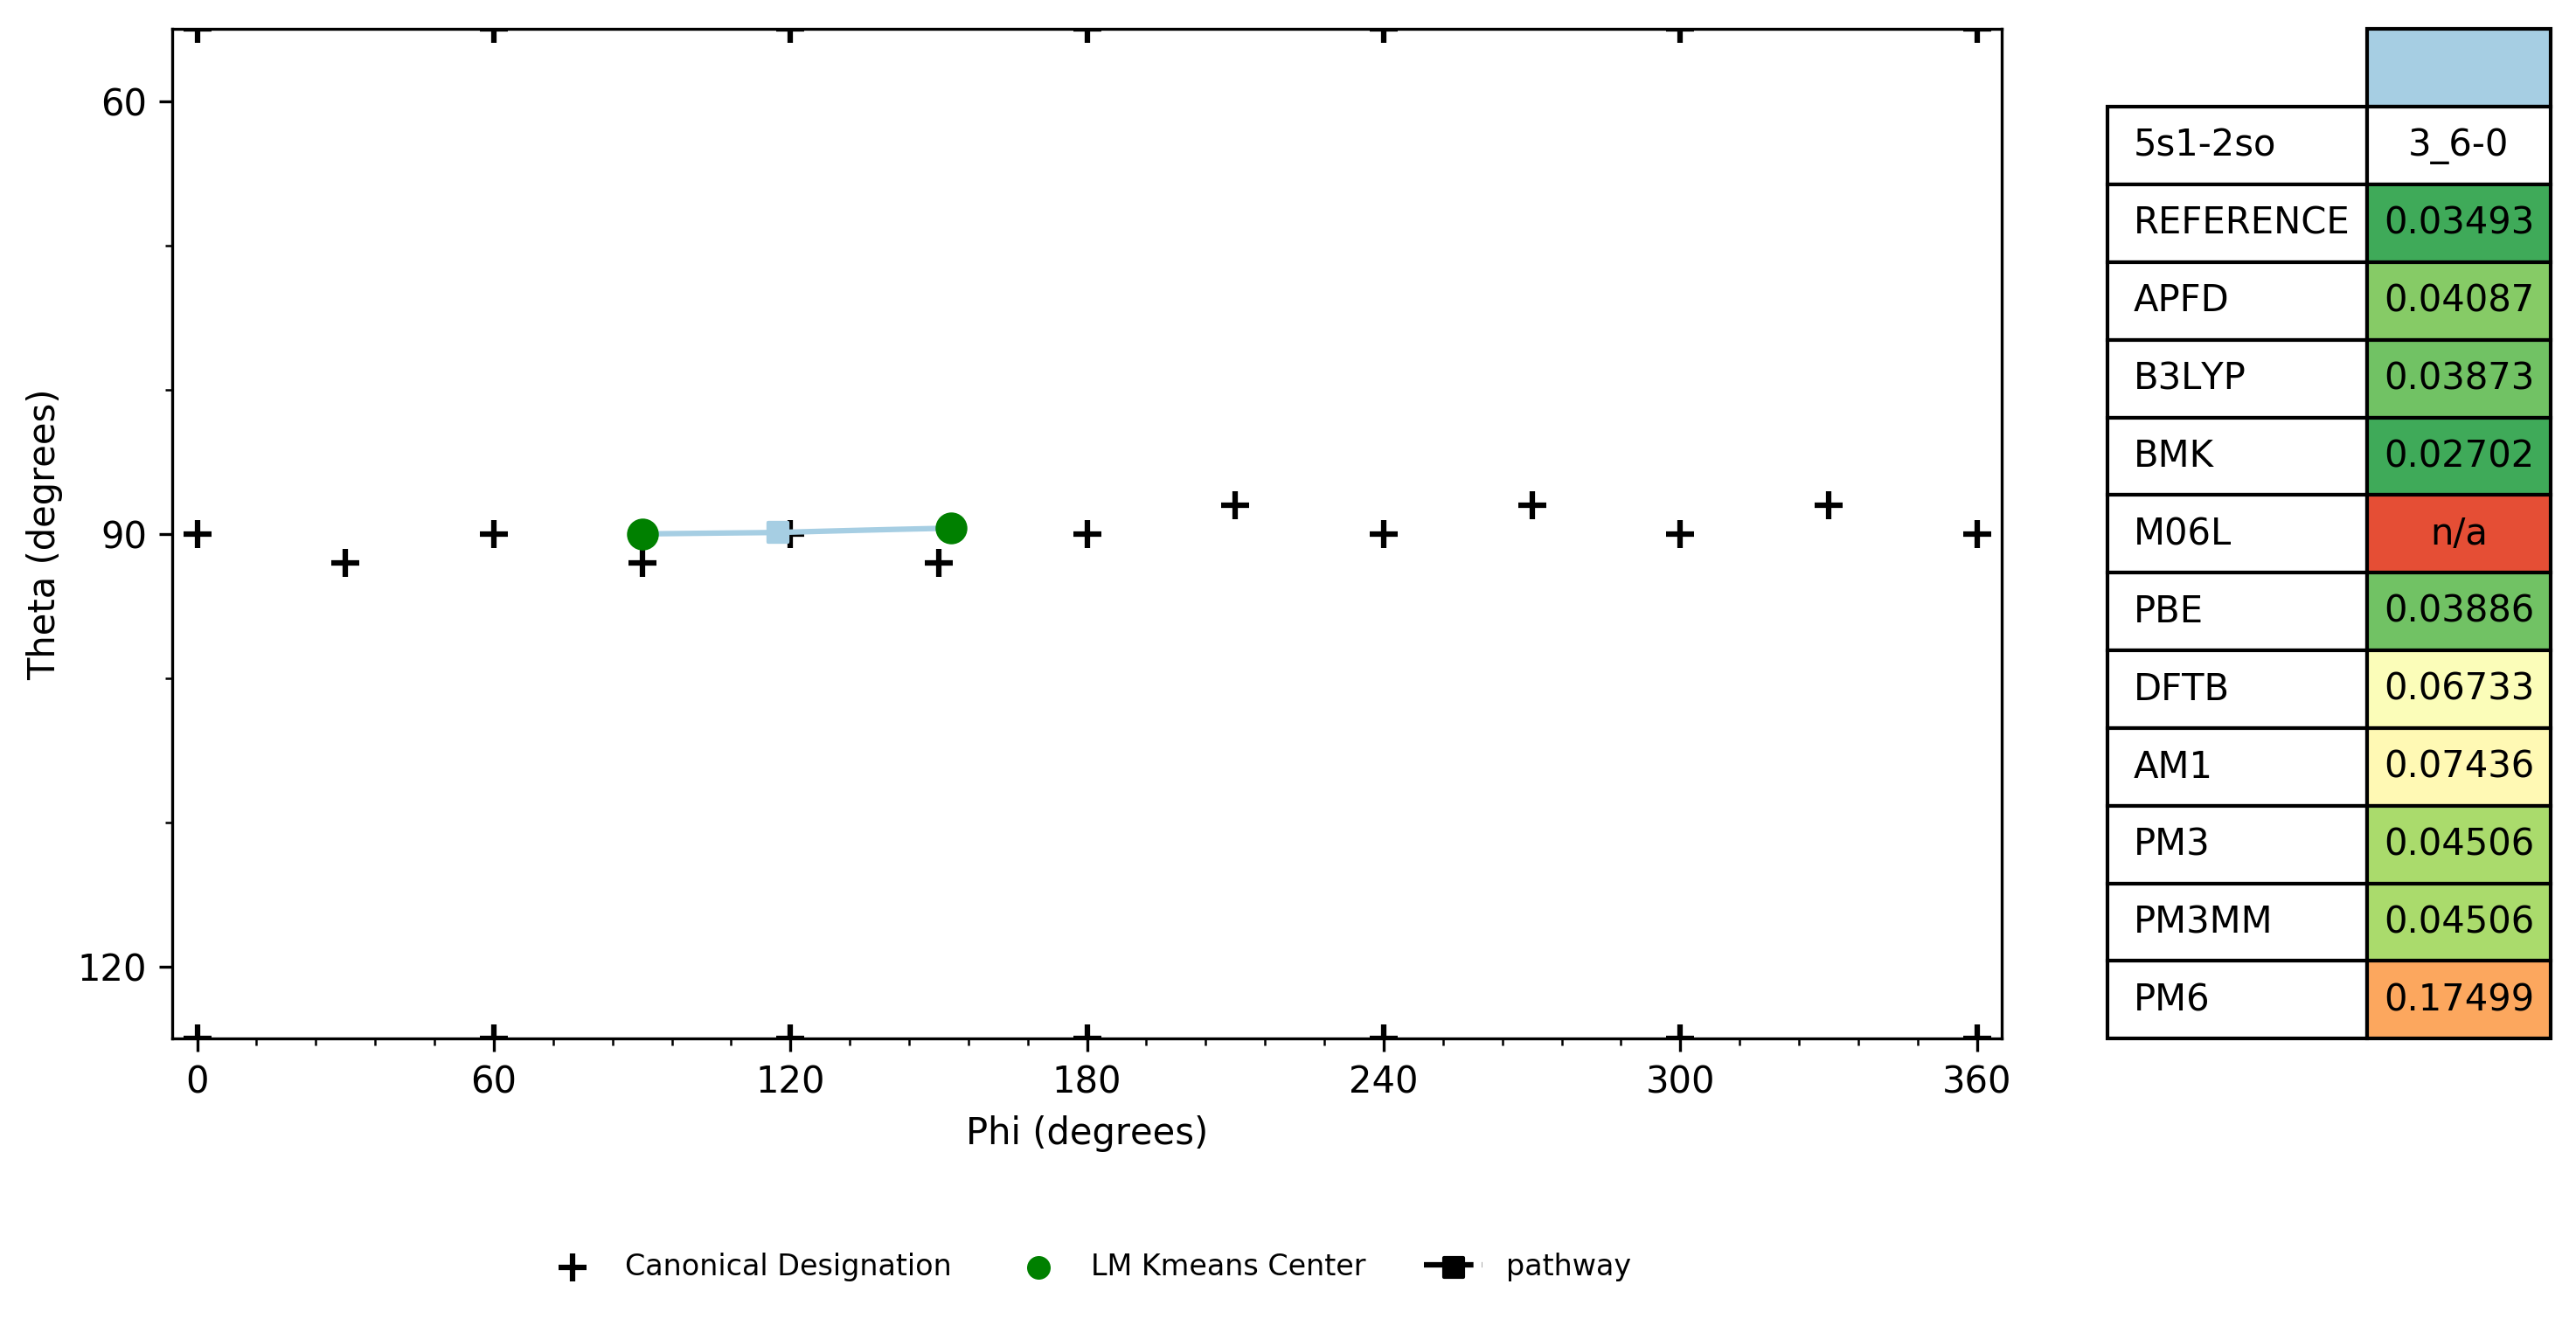 60
90
120
Theta (degrees)
0 60 120 180 240 300 360
Phi (degrees)
Canonical Designation LM Kmeans Center pathway
5s1-2so 3_6-0
REFERENCE 0.03493
APFD 0.04087
B3LYP 0.03873
BMK 0.02702
M06L n/a
PBE 0.03886
DFTB 0.06733
AM1 0.07436
PM3 0.04506
PM3MM 0.04506
PM6 0.17499